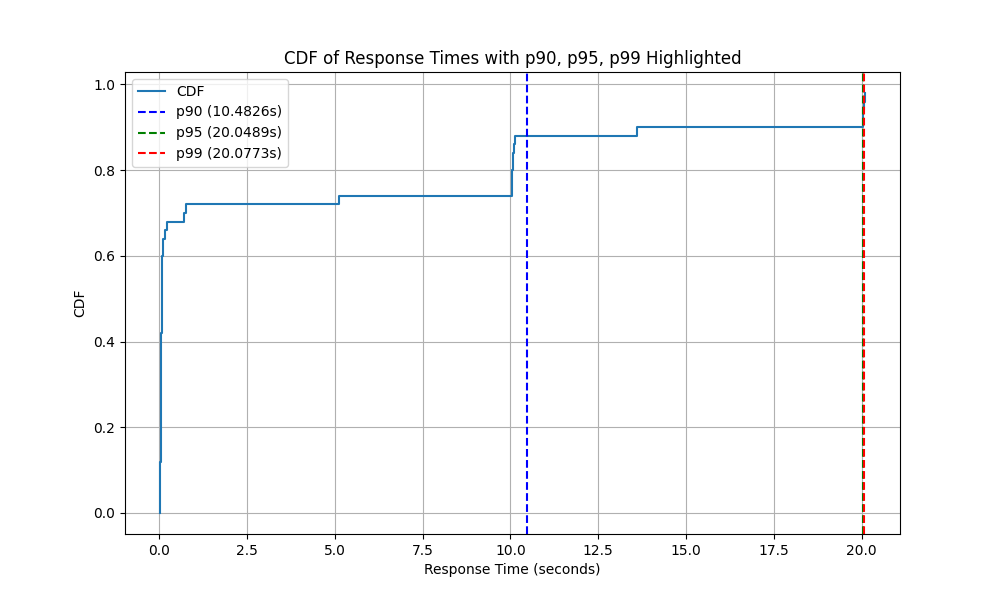 CDF of Response Times with p90, p95, p99 Highlighted
CDF
p90 (10.4826s)
p95 (20.0489s)
p99 (20.0773s)
1.0
0.8
0.6
0.4
0.2
0.0
CDF
0.0 2.5 5.0 7.5 10.0 12.5 15.0 17.5 20.0
Response Time (seconds)